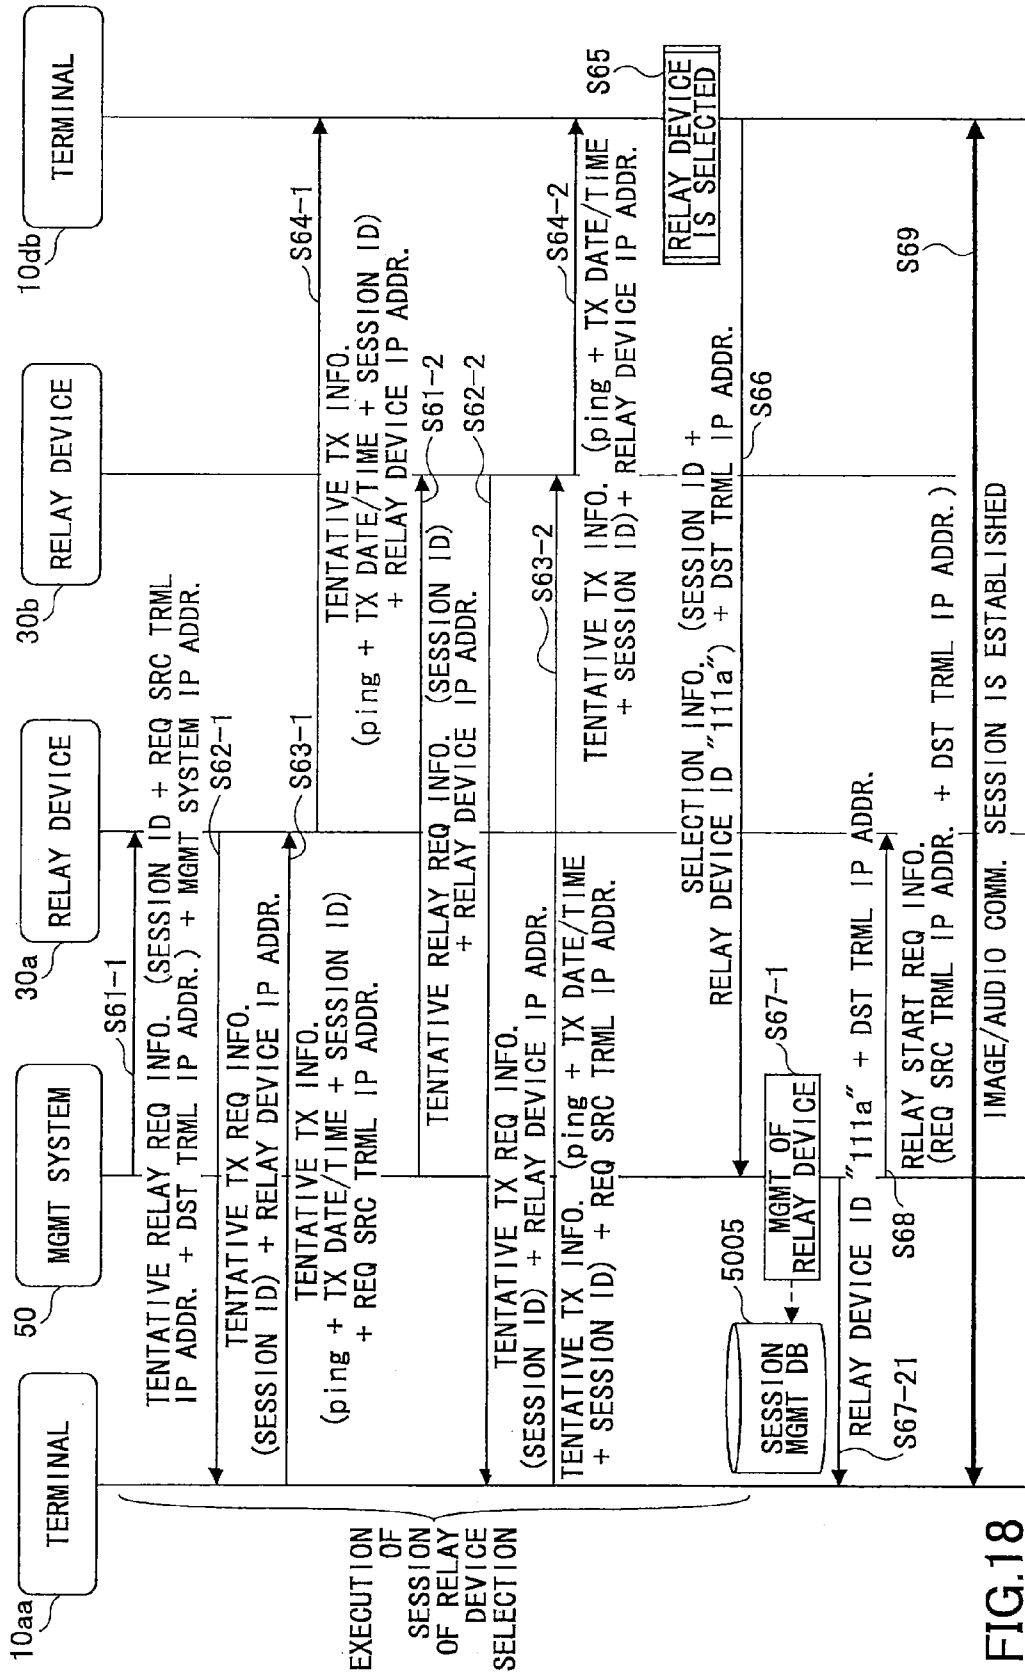 10aa
TERMINAL
50
MGMT SYSTEM
30a
RELAY DEVICE
30b
RELAY DEVICE
10db
TERMINAL
S61-1
TENTATIVE RELAY REQ INFO. (SESSION ID + REQ SRC TRML
IP ADDR. + DST TRML IP ADDR.) + MGMT SYSTEM IP ADDR.
S62-1
TENTATIVE TX REQ INFO.
(SESSION ID) + RELAY DEVICE IP ADDR.
S63-1
TENTATIVE TX INFO.
(ping + TX DATE/TIME + SESSION ID)
+ REQ SRC TRML IP ADDR.
S64-1
TENTATIVE TX INFO.
(ping + TX DATE/TIME + SESSION ID)
+ RELAY DEVICE IP ADDR.
EXECUTION
OF
SESSION
OF RELAY
DEVICE
SELECTION
S61-2
TENTATIVE RELAY REQ INFO. (SESSION ID)
+ RELAY DEVICE IP ADDR.
S62-2
TENTATIVE TX REQ INFO.
(SESSION ID) + RELAY DEVICE IP ADDR.
S63-2
TENTATIVE TX INFO. (ping + TX DATE/TIME
+ SESSION ID) + REQ SRC TRML IP ADDR.
S64-2
TENTATIVE TX INFO. (ping + TX DATE/TIME
+ SESSION ID)+ RELAY DEVICE IP ADDR.
S65
RELAY DEVICE
IS SELECTED
SELECTION INFO. (SESSION ID +
RELAY DEVICE ID "111a") + DST TRML IP ADDR.
S66
S67-1
MGMT OF
RELAY DEVICE
5005
SESSION
MGMT DB
RELAY DEVICE ID "111a" + DST TRML IP ADDR.
S67-21
S68
RELAY START REQ INFO.
(REQ SRC TRML IP ADDR. + DST TRML IP ADDR.)
S69
IMAGE/AUDIO COMM. SESSION IS ESTABLISHED
FIG.18